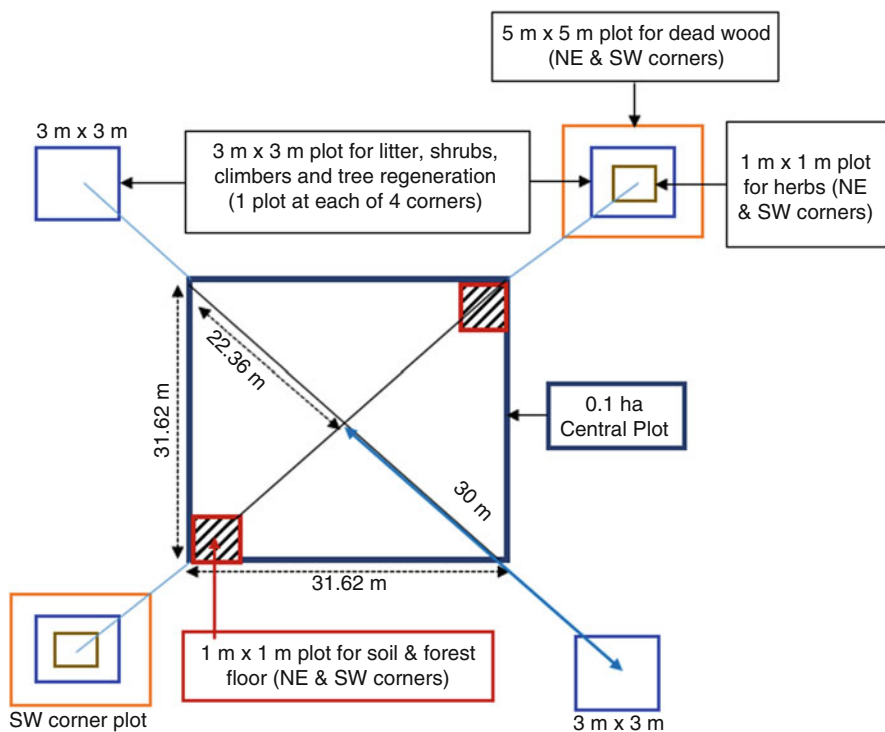 5 m x 5 m plot for dead wood
(NE & SW corners)
3 m x 3 m
3 m x 3 m plot for litter, shrubs,
climbers and tree regeneration
(1 plot at each of 4 corners)
1 m x 1 m plot
for herbs (NE
& SW corners)
22.36 m
31.62 m
0.1 ha
Central Plot
30 m
31.62 m
1 m x 1 m plot for soil & forest
floor (NE & SW corners)
SW corner plot
3 m x 3 m